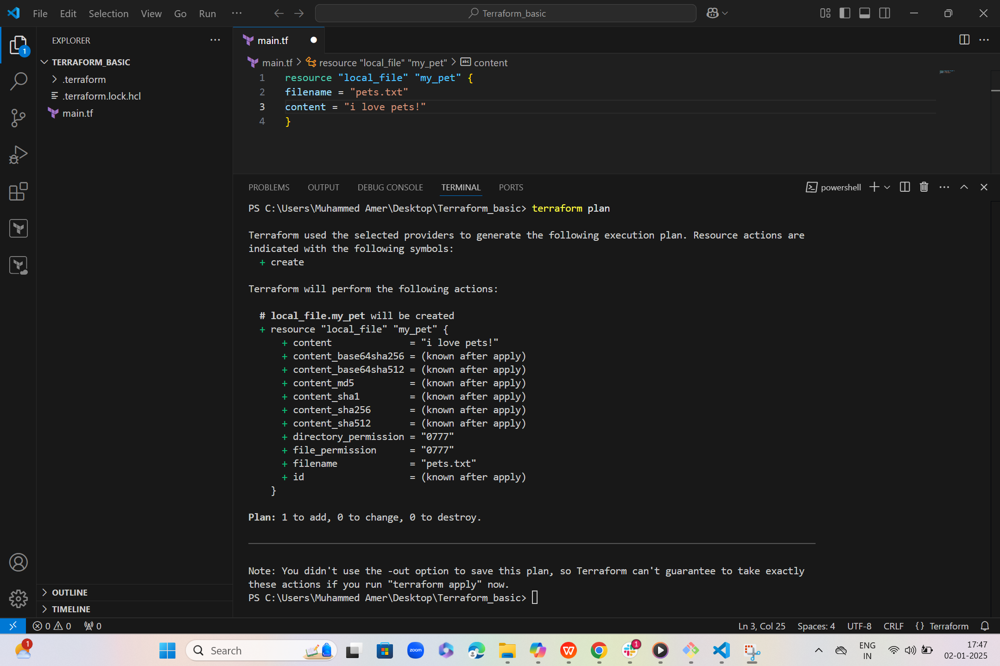 File Edit Selection View Go Run ···
Terraform_basic
EXPLORER
1
TERRAFORM_BASIC
.terraform
.terraform.lock.hcl
main.tf
main.tf
main.tf > resource "local_file" "my_pet" > abc content
1 resource "local_file" "my_pet" {
2 filename = "pets.txt"
3 content = "i love pets!"
4 }
PROBLEMS OUTPUT DEBUG CONSOLE TERMINAL PORTS
powershell
PS C:\Users\Muhammed Amer\Desktop\Terraform_basic> terraform plan
Terraform used the selected providers to generate the following execution plan. Resource actions are
indicated with the following symbols:
+ create
Terraform will perform the following actions:
# local_file.my_pet will be created
+ resource "local_file" "my_pet" {
+ content = "i love pets!"
+ content_base64sha256 = (known after apply)
+ content_base64sha512 = (known after apply)
+ content_md5 = (known after apply)
+ content_sha1 = (known after apply)
+ content_sha256 = (known after apply)
+ content_sha512 = (known after apply)
+ directory_permission = "0777"
+ file_permission = "0777"
+ filename = "pets.txt"
+ id = (known after apply)
}
Plan: 1 to add, 0 to change, 0 to destroy.
Note: You didn't use the -out option to save this plan, so Terraform can't guarantee to take exactly
these actions if you run "terraform apply" now.
PS C:\Users\Muhammed Amer\Desktop\Terraform_basic>
OUTLINE
TIMELINE
0 0 0
Ln 3, Col 25 Spaces: 4 UTF-8 CRLF {} Terraform
1
Search
zoom
W
1
ENG
IN
17:47
02-01-2025